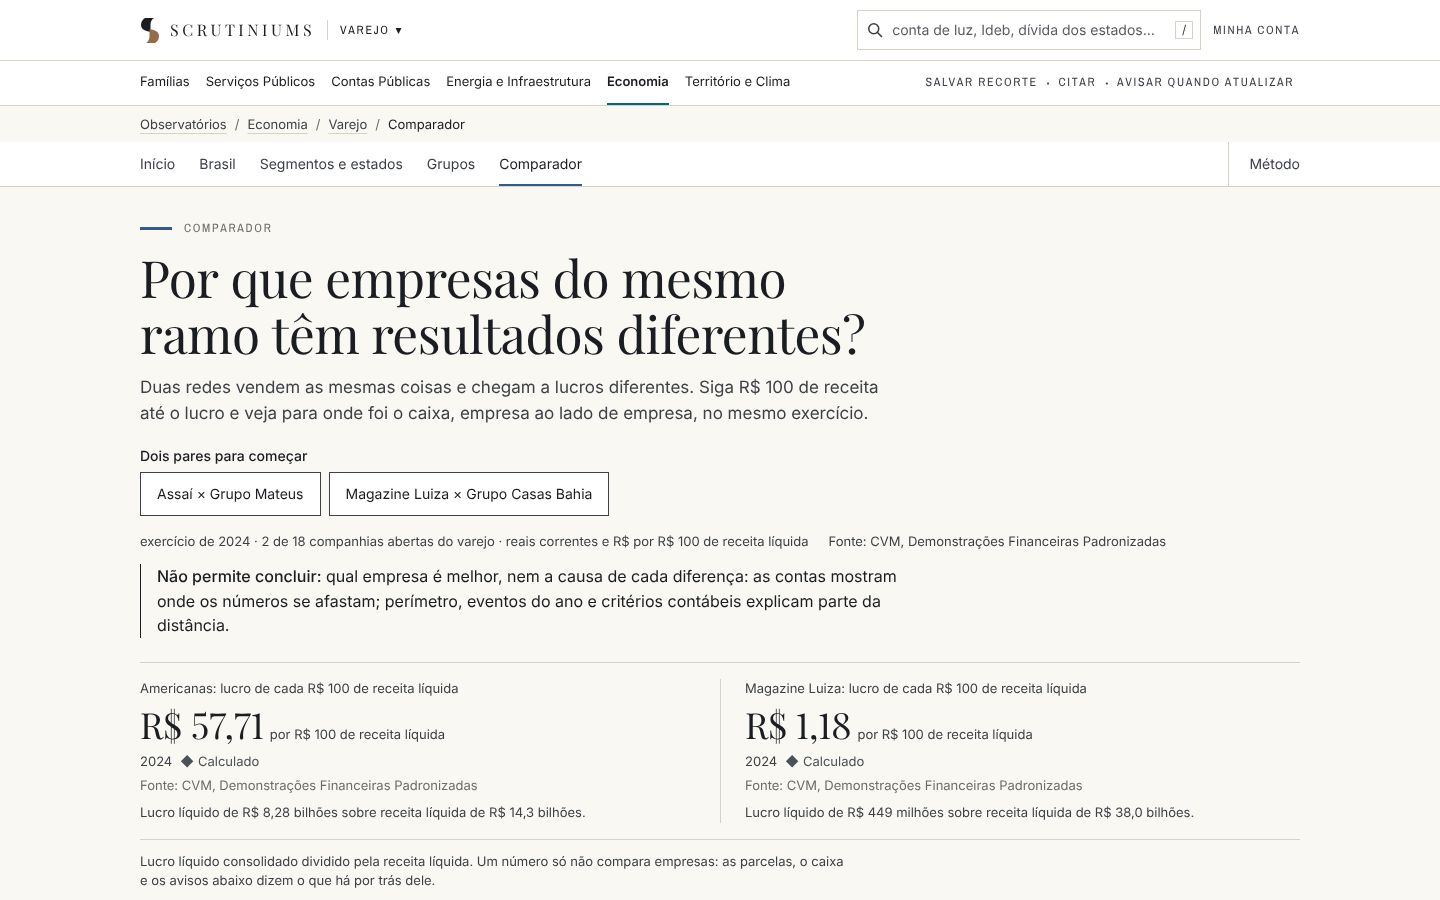 SCRUTINIUMS VAREJO ▼ conta de luz, Ideb, dívida dos estados... / MINHA CONTA
Famílias Serviços Públicos Contas Públicas Energia e Infraestrutura Economia Território e Clima SALVAR RECORTE • CITAR • AVISAR QUANDO ATUALIZAR
Observatórios / Economia / Varejo / Comparador
Início Brasil Segmentos e estados Grupos Comparador Método
COMPARADOR
Por que empresas do mesmo
ramo têm resultados diferentes?
Duas redes vendem as mesmas coisas e chegam a lucros diferentes. Siga R$ 100 de receita
até o lucro e veja para onde foi o caixa, empresa ao lado de empresa, no mesmo exercício.
Dois pares para começar
Assaí × Grupo Mateus Magazine Luiza × Grupo Casas Bahia
exercício de 2024 · 2 de 18 companhias abertas do varejo · reais correntes e R$ por R$ 100 de receita líquida Fonte: CVM, Demonstrações Financeiras Padronizadas
Não permite concluir: qual empresa é melhor, nem a causa de cada diferença: as contas mostram
onde os números se afastam; perímetro, eventos do ano e critérios contábeis explicam parte da
distância.
Americanas: lucro de cada R$ 100 de receita líquida
R$ 57,71 por R$ 100 de receita líquida
2024 ◆ Calculado
Fonte: CVM, Demonstrações Financeiras Padronizadas
Lucro líquido de R$ 8,28 bilhões sobre receita líquida de R$ 14,3 bilhões.
Magazine Luiza: lucro de cada R$ 100 de receita líquida
R$ 1,18 por R$ 100 de receita líquida
2024 ◆ Calculado
Fonte: CVM, Demonstrações Financeiras Padronizadas
Lucro líquido de R$ 449 milhões sobre receita líquida de R$ 38,0 bilhões.
Lucro líquido consolidado dividido pela receita líquida. Um número só não compara empresas: as parcelas, o caixa
e os avisos abaixo dizem o que há por trás dele.